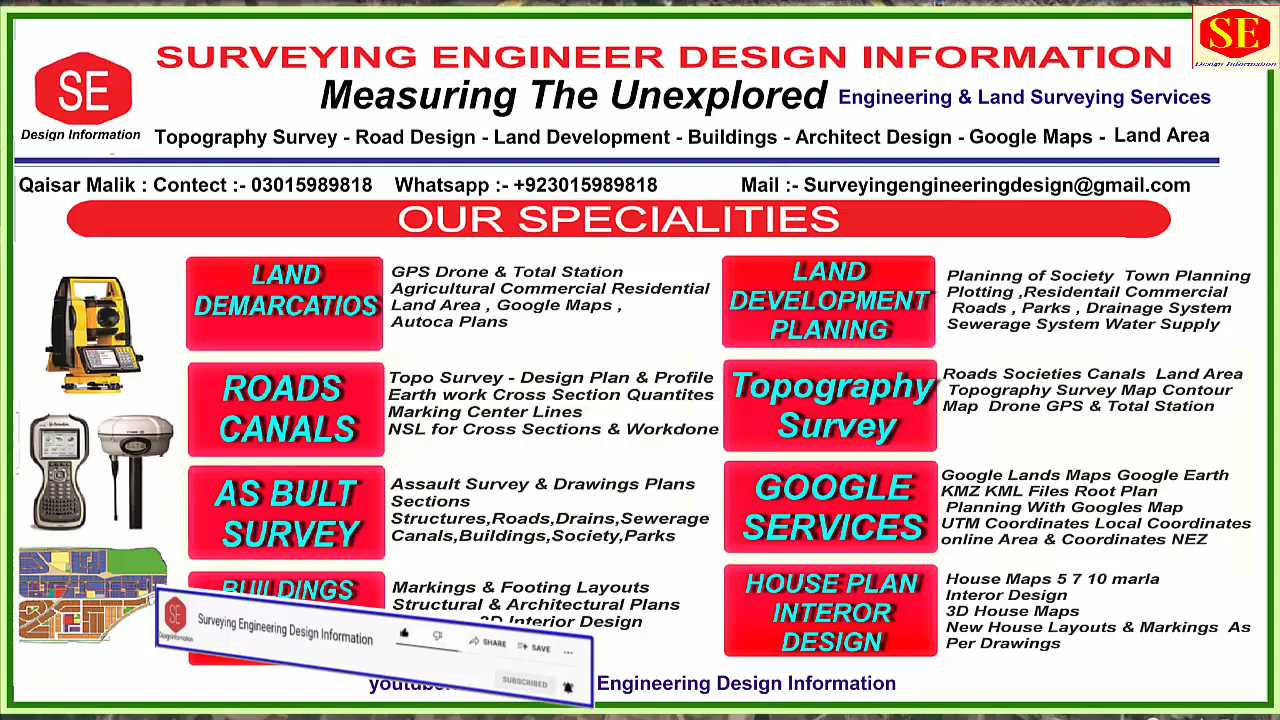 SURVEYING ENGINEER DESIGN INFORMATION
SE
Design Information
SE
Design Information
Measuring The Unexplored Engineering & Land Surveying Services
Topography Survey - Road Design - Land Development - Buildings - Architect Design - Google Maps - Land Area
Qaisar Malik : Contect :- 03015989818 Whatsapp :- +923015989818 Mail :- Surveyingengineeringdesign@gmail.com
OUR SPECIALITIES
LAND
DEMARCATIOS
GPS Drone & Total Station
Agricultural Commercial Residential
Land Area , Google Maps ,
Autoca Plans
LAND
DEVELOPMENT
PLANING
Planinng of Society Town Planning
Plotting ,Residentail Commercial
Roads , Parks , Drainage System
Sewerage System Water Supply
ROADS
CANALS
Topo Survey - Design Plan & Profile
Earth work Cross Section Quantites
Marking Center Lines
NSL for Cross Sections & Workdone
Topography
Survey
Roads Societies Canals Land Area
Topography Survey Map Contour
Map Drone GPS & Total Station
AS BULT
SURVEY
Assault Survey & Drawings Plans
Sections
Structures,Roads,Drains,Sewerage
Canals,Buildings,Society,Parks
GOOGLE
SERVICES
Google Lands Maps Google Earth
KMZ KML Files Root Plan
Planning With Googles Map
UTM Coordinates Local Coordinates
online Area & Coordinates NEZ
BUILDINGS
Markings & Footing Layouts
Structural & Architectural Plans
3D Interior Design
HOUSE PLAN
INTEROR
DESIGN
House Maps 5 7 10 marla
Interor Design
3D House Maps
New House Layouts & Markings As
Per Drawings
SE
Design Information
Surveying Engineering Design Information
SHARE
SAVE
SUBSCRIBED
Engineering Design Information